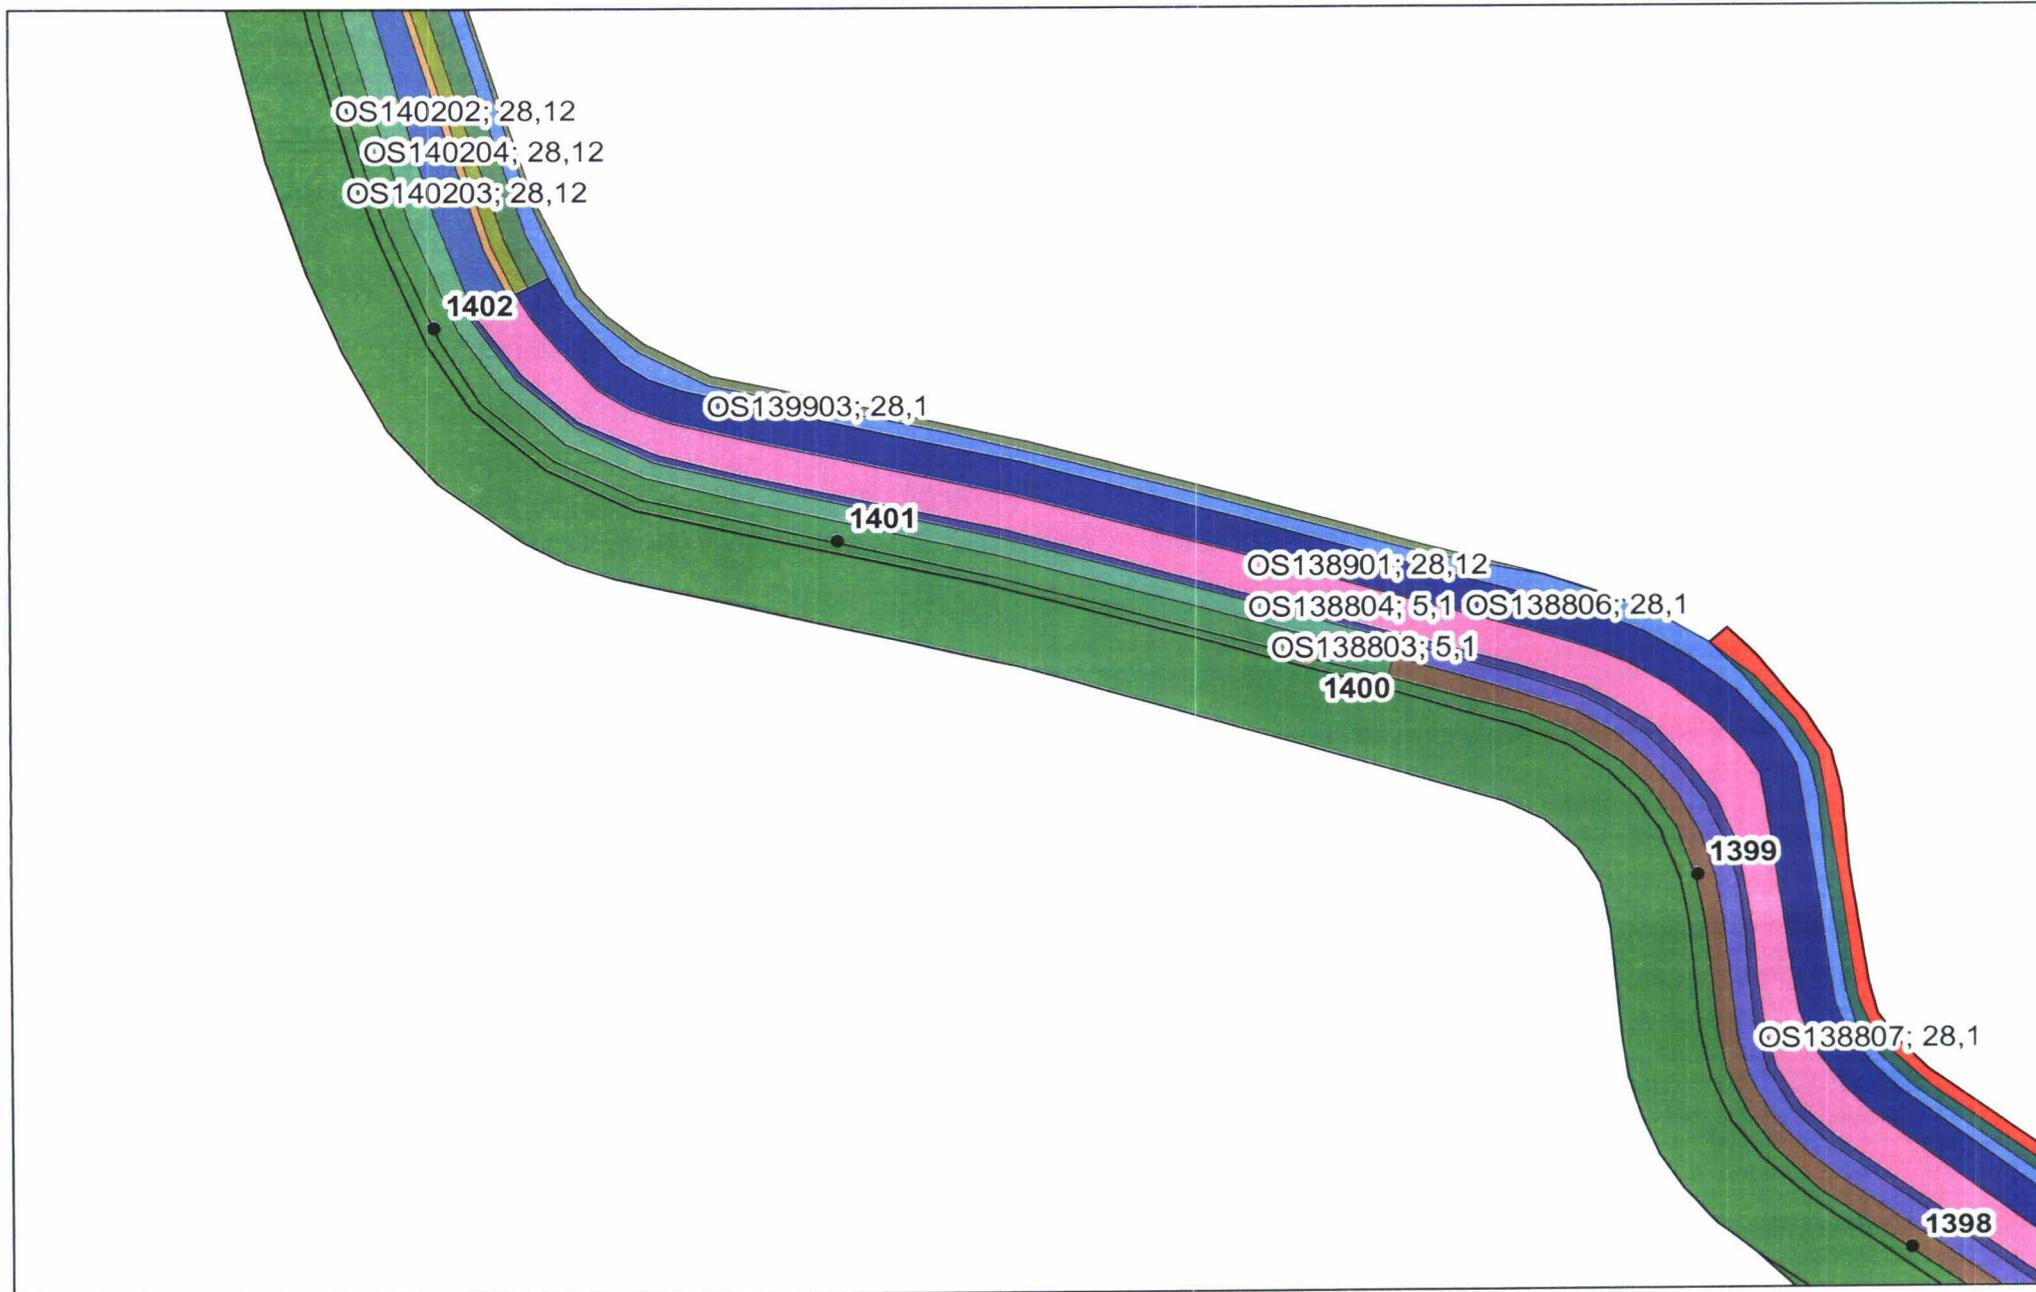 OS140202; 28,12
OS140204; 28,12
OS140203; 28,12
1402
OS139903; 28,1
1401
OS138901; 28,12
OS138804; 5,1 OS138806; 28,1
OS138803; 5,1
1400
1399
OS138807; 28,1
1398